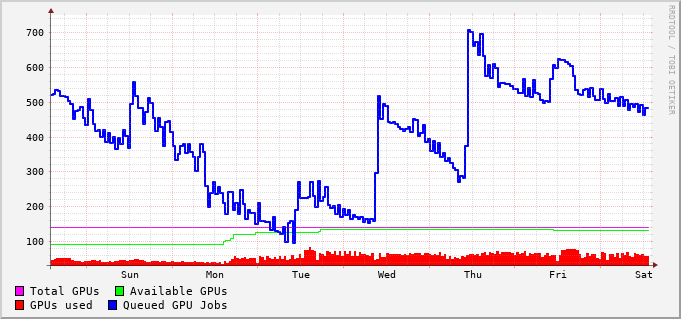 RRDTOOL / TOBI OETIKER
700
600
500
400
300
200
100
Sun Mon Tue Wed Thu Fri Sat
Total GPUs Available GPUs
GPUs used Queued GPU Jobs